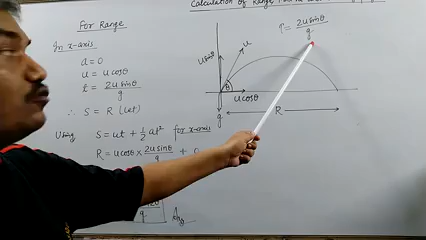 Calculation of Range
For Range
In x-axis
a = 0
u = u cosθ
t = 2u sinθ / g
∴ S = R (Let)
Using S = ut + ½ at² for x-axis
R = u cosθ × 2u sinθ / g + 0
g Ans
T = 2u sinθ / g
u sinθ
u
θ
u cosθ
g
R